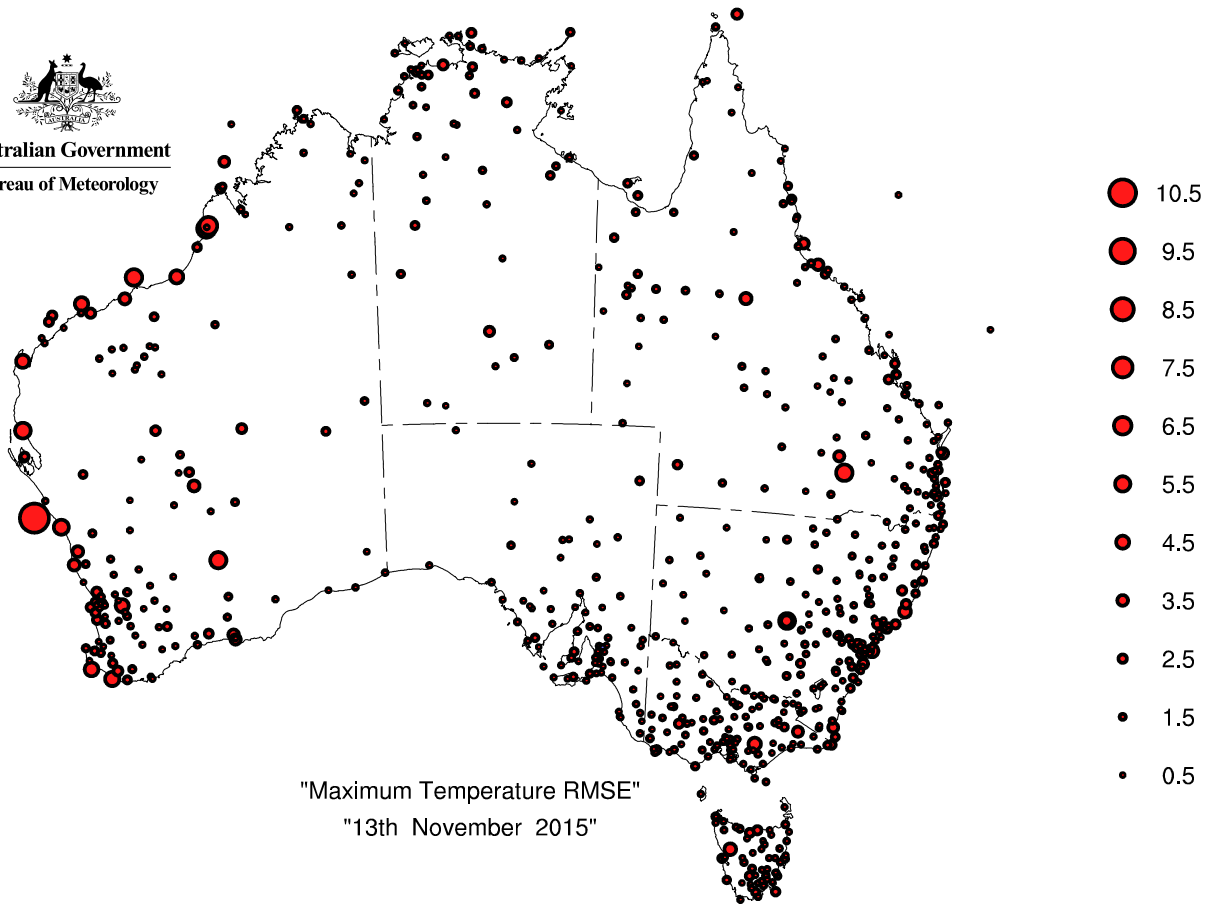 AUSTRALIA
tralian Government
reau of Meteorology
10.5
9.5
8.5
7.5
6.5
5.5
4.5
3.5
2.5
1.5
0.5
"Maximum Temperature RMSE"
"13th November 2015"